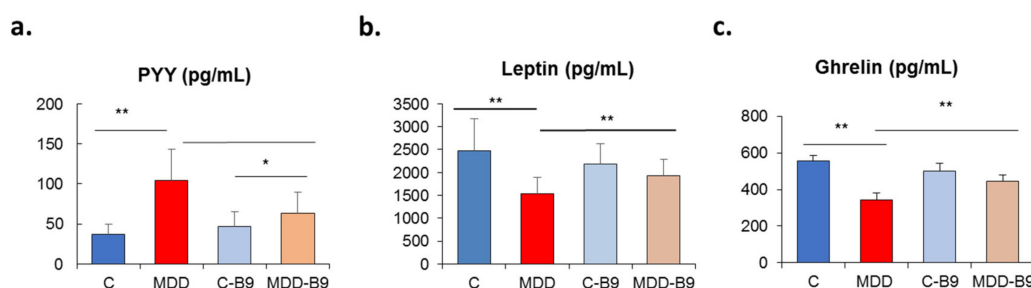 a.
PYY (pg/mL)
200
150
100
50
0
**
*
C MDD C-B9 MDD-B9
b.
Leptin (pg/mL)
3500
3000
2500
2000
1500
1000
500
0
**
**
C MDD C-B9 MDD-B9
c.
Ghrelin (pg/mL)
800
600
400
200
0
**
**
C MDD C-B9 MDD-B9